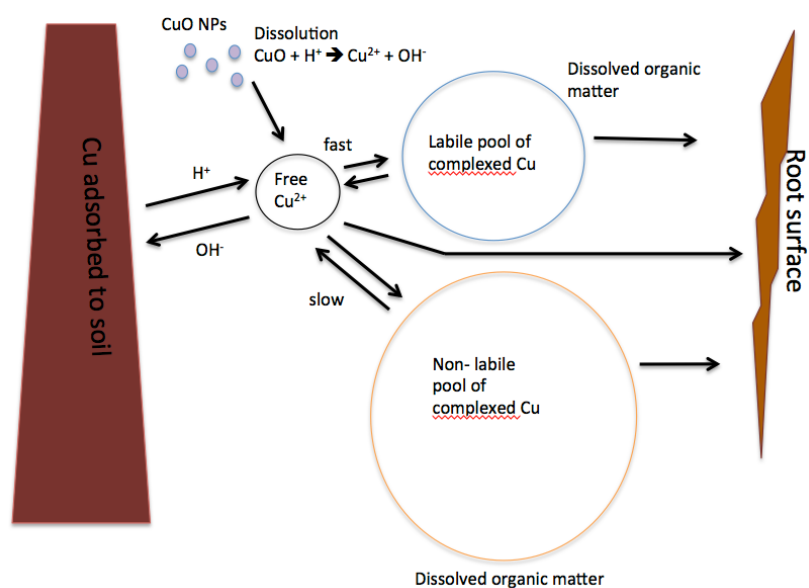 CuO NPs
Dissolution
CuO + H⁺ 🡺 Cu²⁺ + OH⁻
Dissolved organic
matter
fast
Labile pool of
complexed Cu
H⁺
Free
Cu²⁺
OH⁻
slow
Cu adsorbed to soil
Root surface
Non- labile
pool of
complexed Cu
Dissolved organic matter